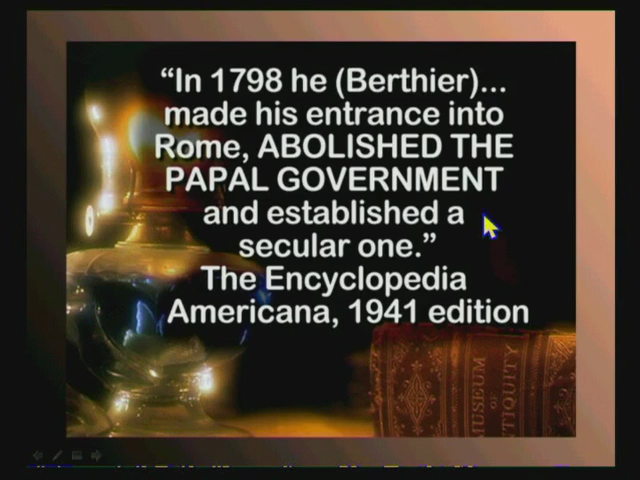 “In 1798 he (Berthier)...
made his entrance into
Rome, ABOLISHED THE
PAPAL GOVERNMENT
and established a
secular one.”
The Encyclopedia
Americana, 1941 edition
MUSEUM
OF
ANTIQUITY